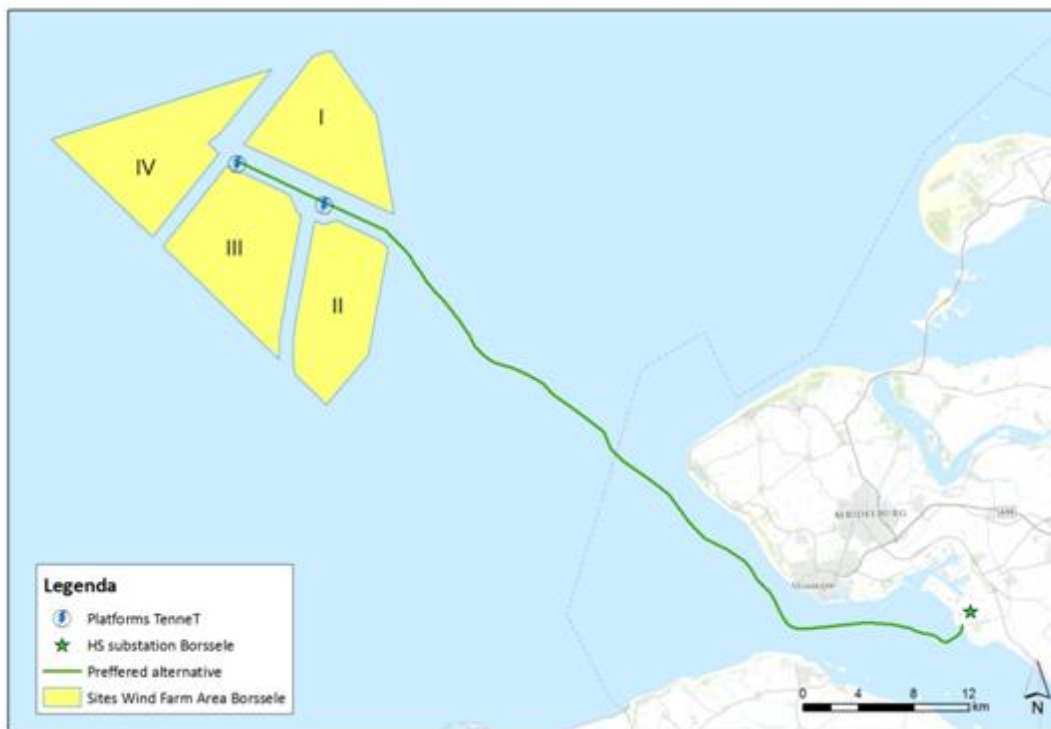 I
IV
III
II
MIDDELBURG
Legenda
Platforms TenneT
HS substation Borssele
Preffered alternative
Sites Wind Farm Area Borssele
0 4 8 12
km
N